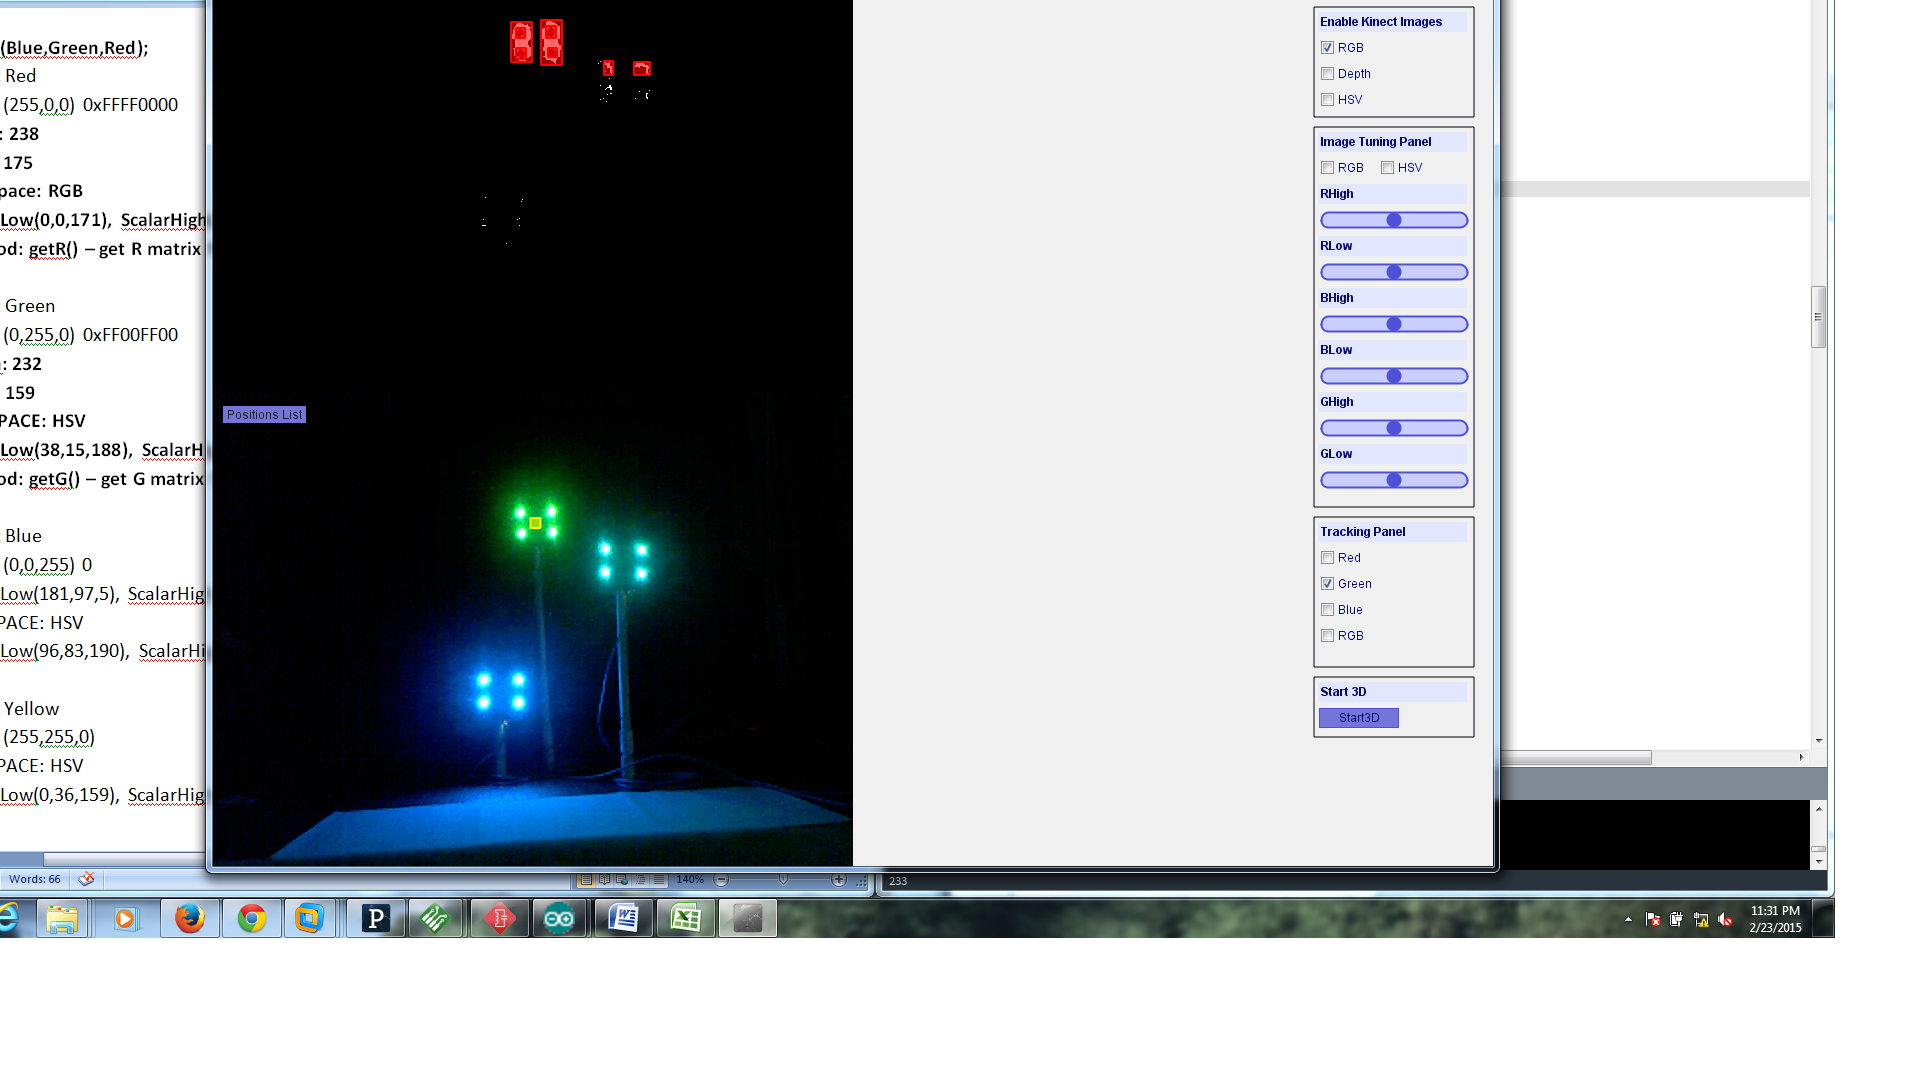 (Blue,Green,Red);
: Red
(255,0,0) 0xFFFF0000
: 238
175
pace: RGB
Low(0,0,171), ScalarHigh
od: getR() – get R matrix
: Green
(0,255,0) 0xFF00FF00
: 232
159
PACE: HSV
Low(38,15,188), ScalarH
od: getG() – get G matrix
: Blue
(0,0,255) 0
Low(181,97,5), ScalarHig
PACE: HSV
Low(96,83,190), ScalarHi
: Yellow
(255,255,0)
PACE: HSV
Low(0,36,159), ScalarHig
Words: 66
140%
Positions List
Enable Kinect Images
RGB
Depth
HSV
Image Tuning Panel
RGB HSV
RHigh
RLow
BHigh
BLow
GHigh
GLow
Tracking Panel
Red
Green
Blue
RGB
Start 3D
Start3D
233
11:31 PM
2/23/2015